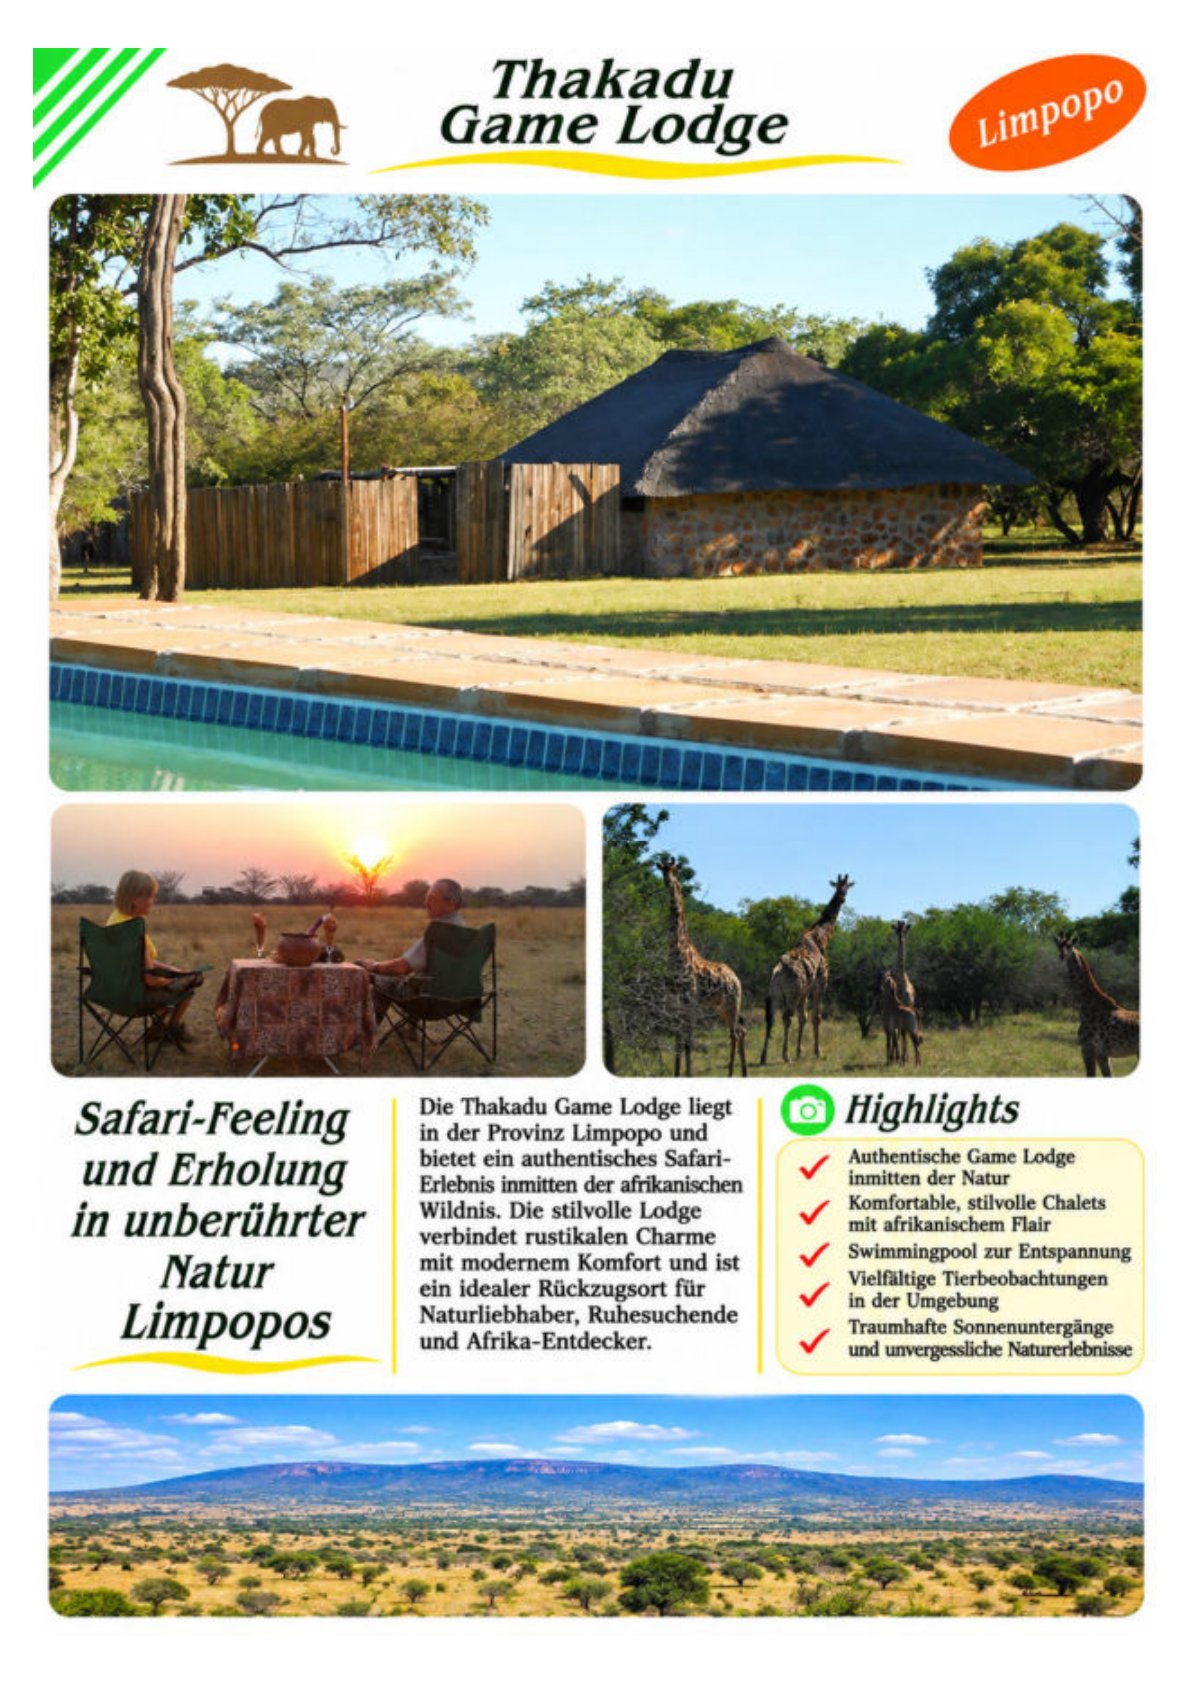 Thakadu
Game Lodge
Limpopo
Safari-Feeling
und Erholung
in unberührter
Natur
Limpopos
Die Thakadu Game Lodge liegt
in der Provinz Limpopo und
bietet ein authentisches Safari-
Erlebnis inmitten der afrikanischen
Wildnis. Die stilvolle Lodge
verbindet rustikalen Charme
mit modernem Komfort und ist
ein idealer Rückzugsort für
Naturliebhaber, Ruhesuchende
und Afrika-Entdecker.
Highlights
Authentische Game Lodge
inmitten der Natur
Komfortable, stilvolle Chalets
mit afrikanischem Flair
Swimmingpool zur Entspannung
Vielfältige Tierbeobachtungen
in der Umgebung
Traumhafte Sonnenuntergänge
und unvergessliche Naturerlebnisse